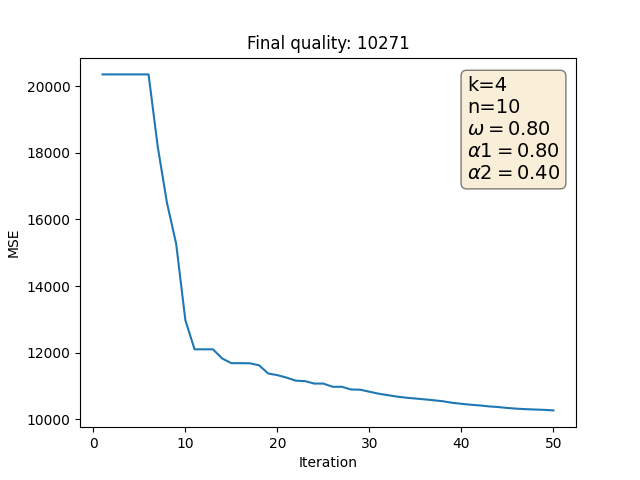 Final quality: 10271
20000
18000
16000
14000
12000
10000
MSE
k=4
n=10
ω = 0.80
α1 = 0.80
α2 = 0.40
0 10 20 30 40 50
Iteration